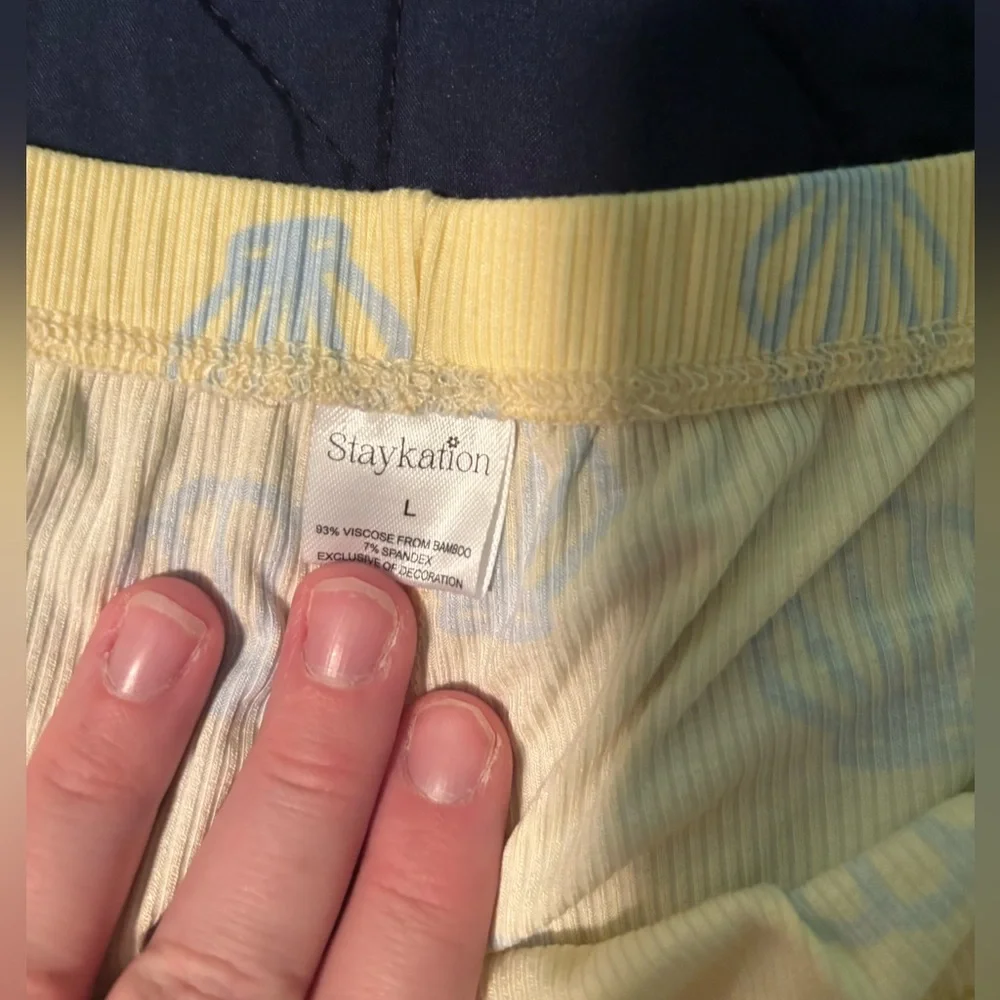 Staykation
L
93% VISCOSE FROM BAMBOO
7% SPANDEX
EXCLUSIVE OF DECORATION